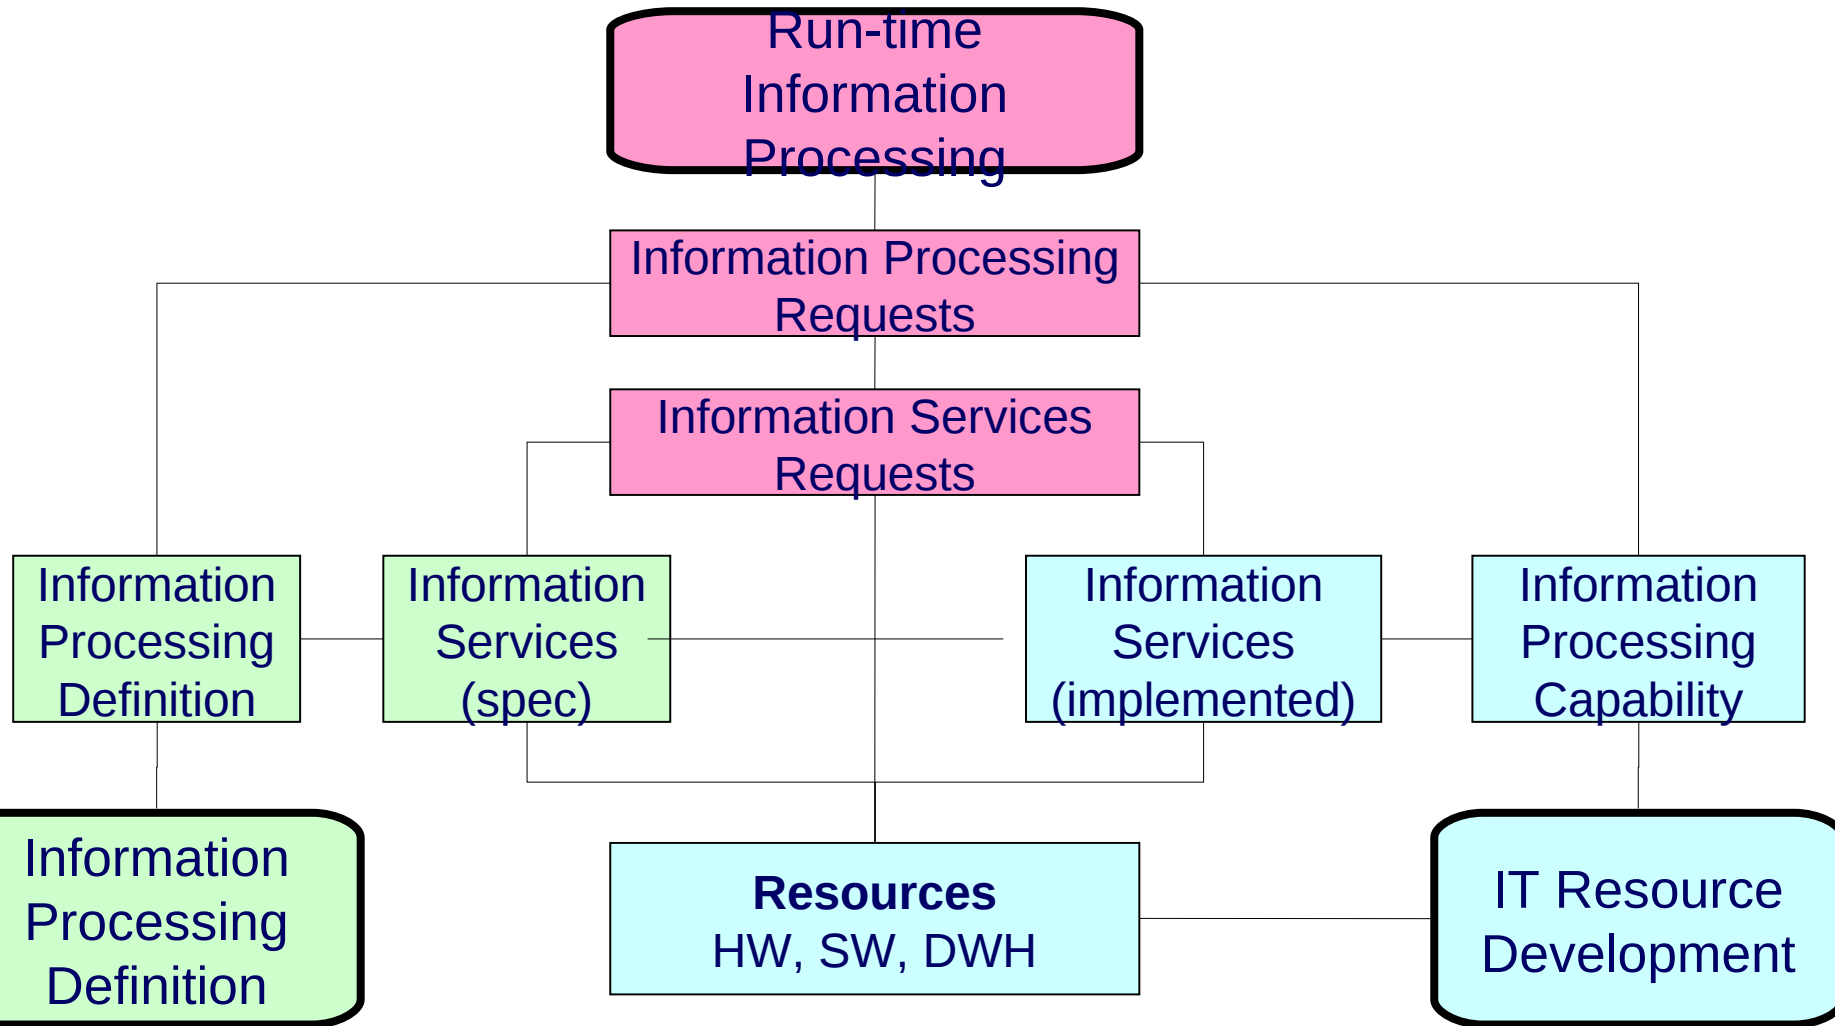 Run-time
Information
Processing
Information Processing
Requests
Information Services
Requests
Information
Processing
Definition
Information
Services
(spec)
Information
Services
(implemented)
Information
Processing
Capability
Information
Processing
Definition
Resources
HW, SW, DWH
IT Resource
Development